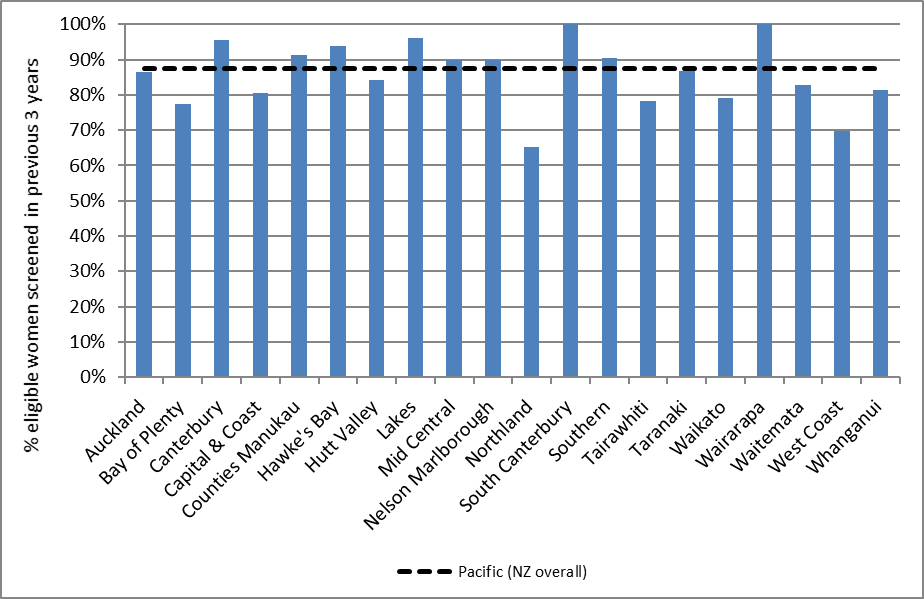 % eligible women screened in previous 3 years
100%
90%
80%
70%
60%
50%
40%
30%
20%
10%
0%
Auckland
Bay of Plenty
Canterbury
Capital & Coast
Counties Manukau
Hawke's Bay
Hutt Valley
Lakes
Mid Central
Nelson Marlborough
Northland
South Canterbury
Southern
Tairawhiti
Taranaki
Waikato
Wairarapa
Waitemata
West Coast
Whanganui
Pacific (NZ overall)